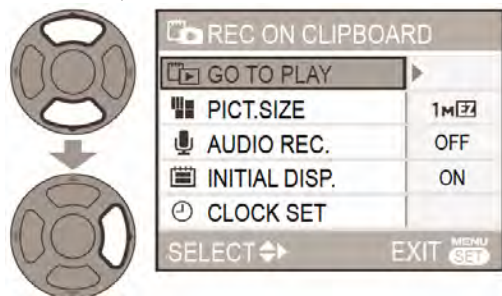 REC ON CLIPBOARD
GO TO PLAY
PICT.SIZE 1M EZ
AUDIO REC. OFF
INITIAL DISP. ON
CLOCK SET
SELECT EXIT MENU SET